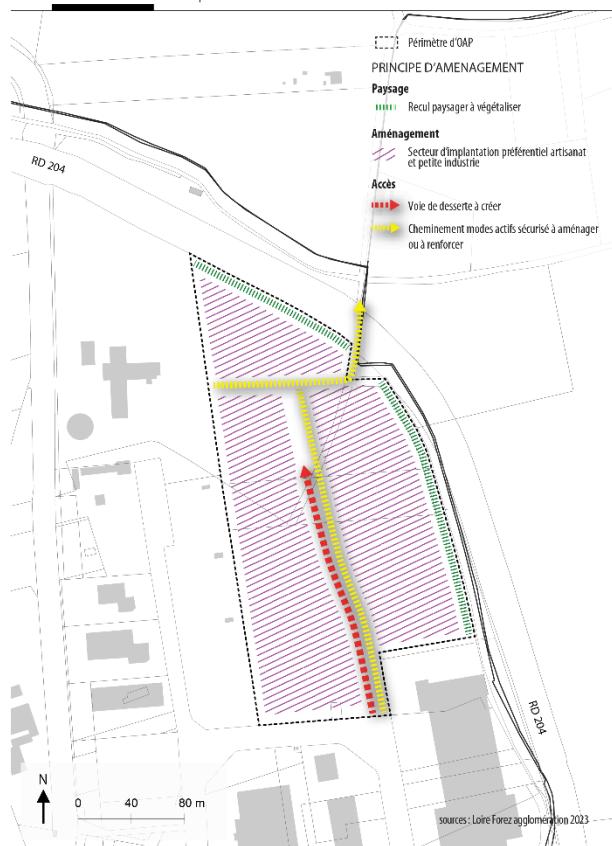 Périmètre d'OAP
PRINCIPE D'AMENAGEMENT
Paysage
Recul paysager à végétaliser
Aménagement
Secteur d'implantation préférentiel artisanat
et petite industrie
Accès
Voie de desserte à créer
Cheminement modes actifs sécurisé à aménager
ou à renforcer
RD 204
RD 204
N
0 40 80 m
sources : Loire Forez agglomération 2023